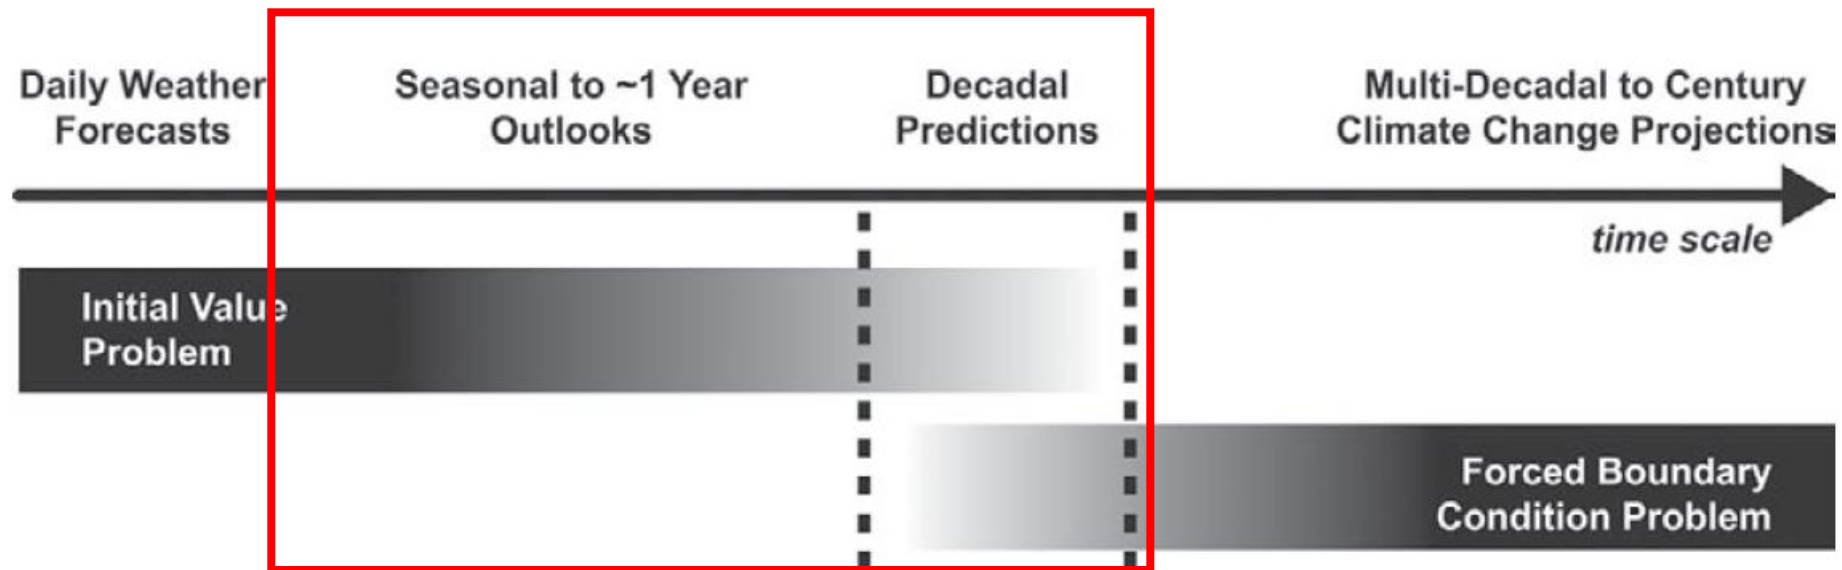 Daily Weather
Forecasts
Seasonal to ~1 Year
Outlooks
Decadal
Predictions
Multi-Decadal to Century
Climate Change Projections
time scale
Initial Value
Problem
Forced Boundary
Condition Problem